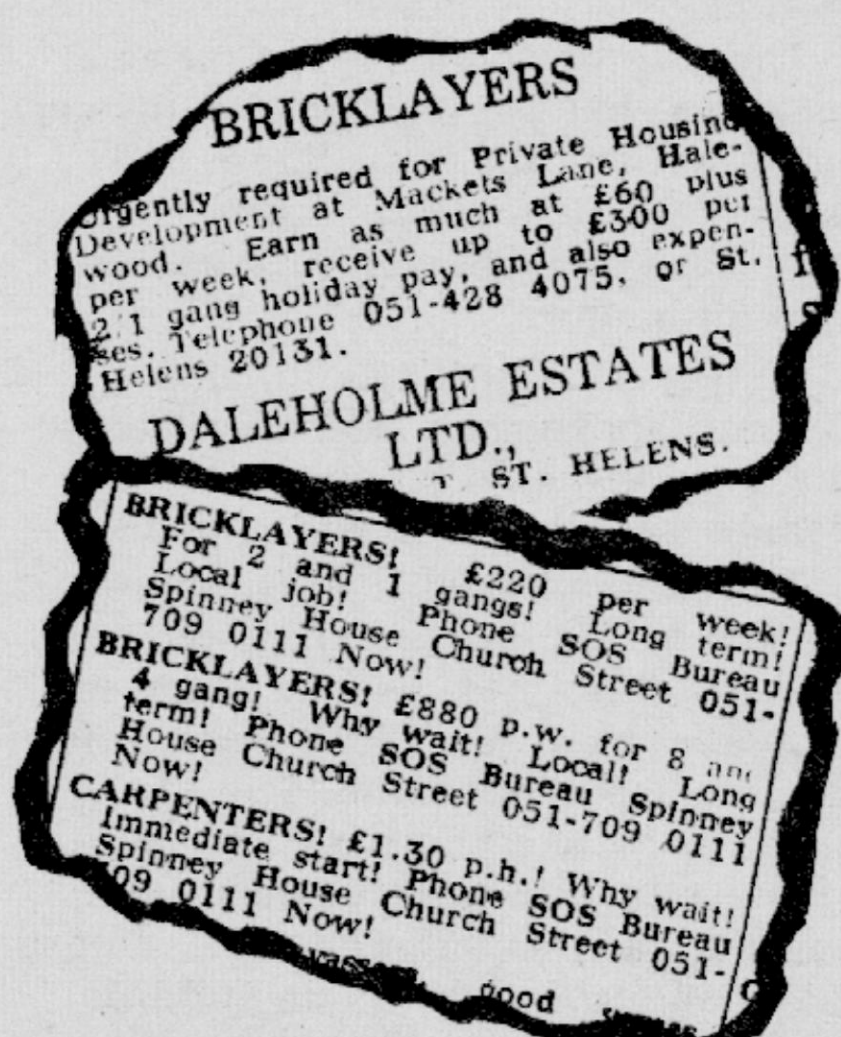 BRICKLAYERS
Urgently required for Private Housing
Development at Mackets Lane, Hale-
wood. Earn as much at £60 plus
per week, receive up to £300 per
2/1 gang holiday pay, and also expen-
ses. Telephone 051-428 4075, or St.
Helens 20131.
DALEHOLME ESTATES
LTD.,
ST. HELENS.
BRICKLAYERS! £220 per week!
For 2 and 1 gangs! Long term!
Local job! Phone SOS Bureau
Spinney House Church Street 051-
709 0111 Now!
BRICKLAYERS! £880 p.w. for 8 and
4 gang! Why wait! Local! Long
term! Phone SOS Bureau Spinney
House Church Street 051-709 0111
Now!
CARPENTERS! £1.30 p.h.! Why wait!
Immediate start! Phone SOS Bureau
Spinney House Church Street 051-
709 0111 Now!
good